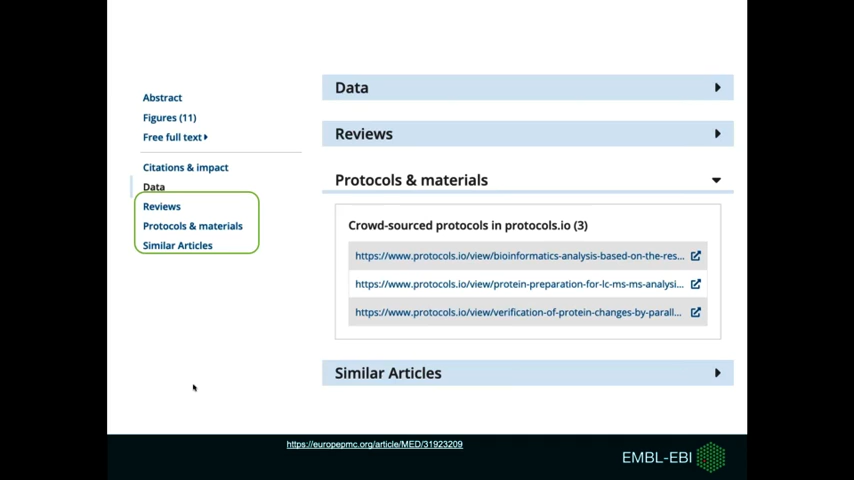 Abstract
Figures (11)
Free full text
Citations & impact
Data
Reviews
Protocols & materials
Similar Articles
Data
Reviews
Protocols & materials
Crowd-sourced protocols in protocols.io (3)
https://www.protocols.io/view/bioinformatics-analysis-based-on-the-res...
https://www.protocols.io/view/protein-preparation-for-lc-ms-ms-analysi...
https://www.protocols.io/view/verification-of-protein-changes-by-parall...
Similar Articles
https://europepmc.org/article/MED/31923209
EMBL-EBI